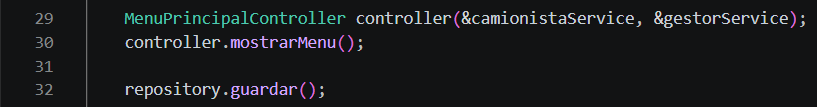 29 MenuPrincipalController controller(&camionistaService, &gestorService);
30 controller.mostrarMenu();
31
32 repository.guardar();